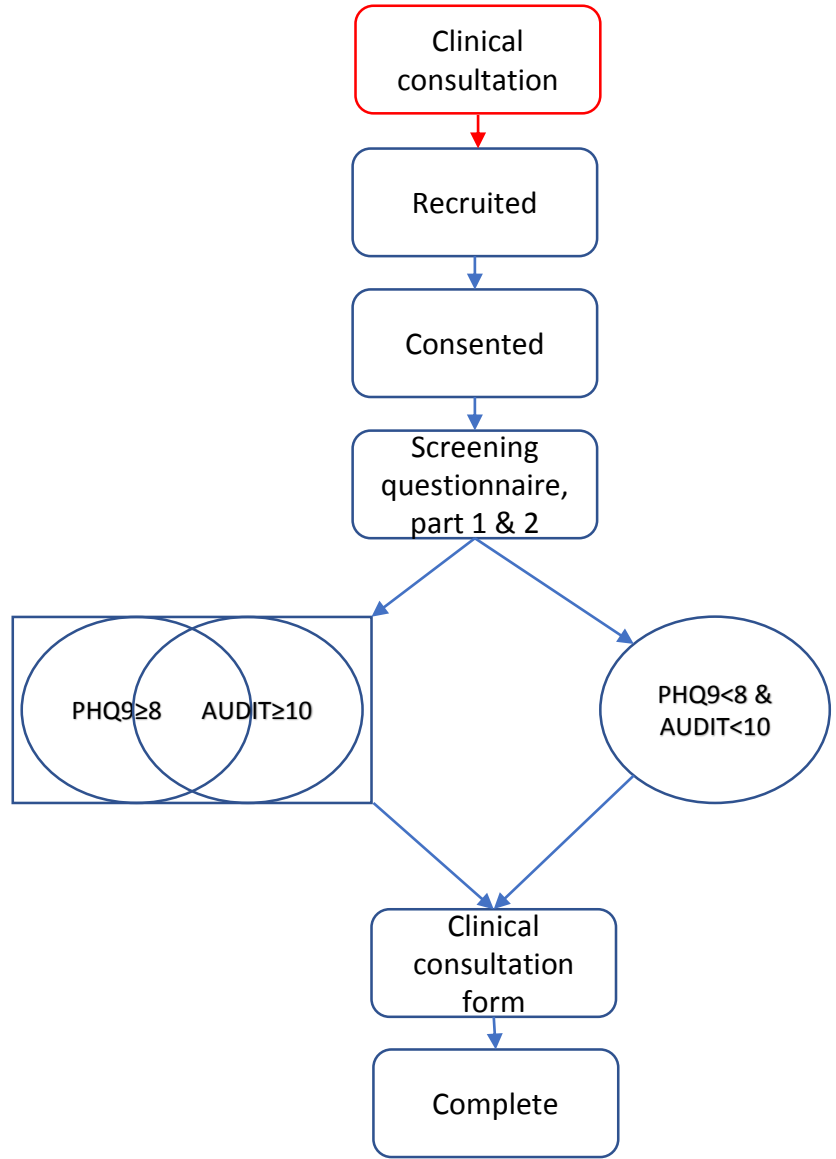 Clinical
consultation
Recruited
Consented
Screening
questionnaire,
part 1 & 2
PHQ9≥8
AUDIT≥10
PHQ9<8 &
AUDIT<10
Clinical
consultation
form
Complete